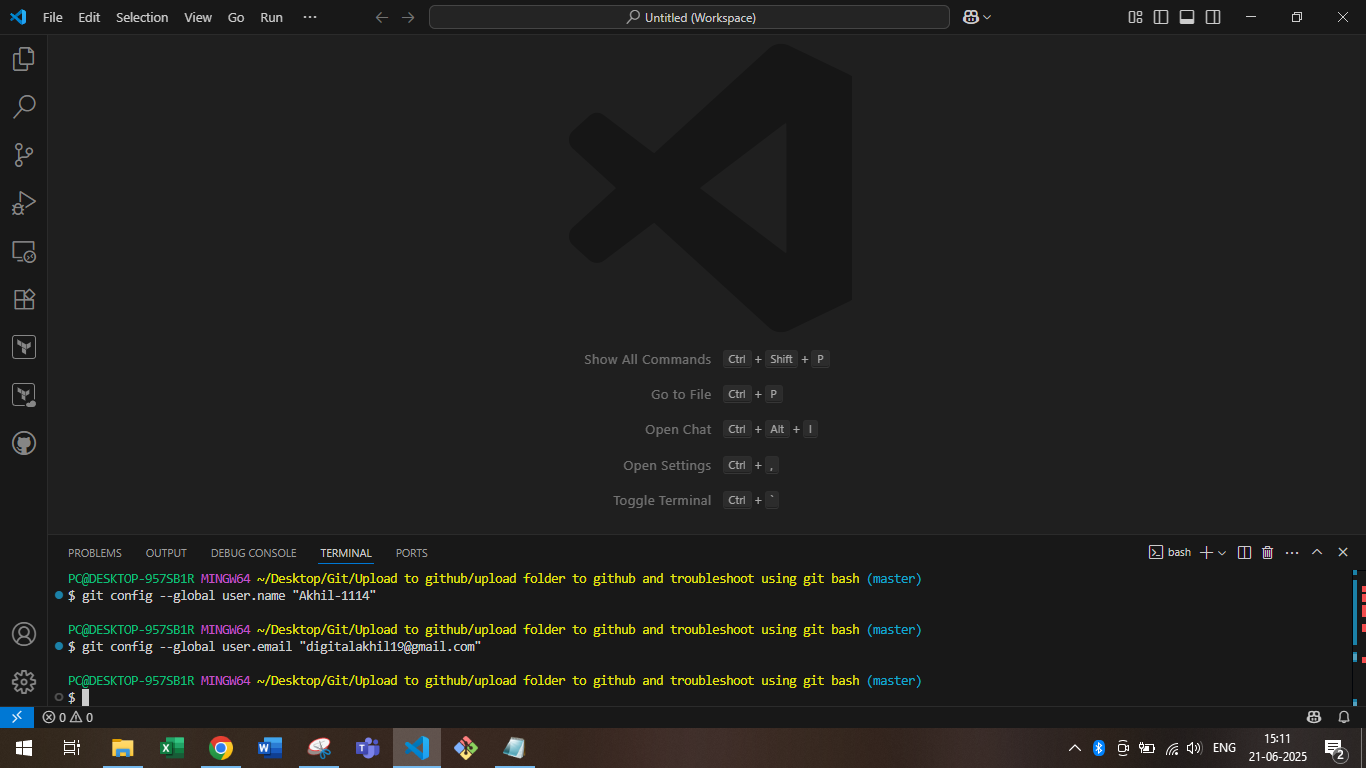 File Edit Selection View Go Run ···
Untitled (Workspace)
Show All Commands Ctrl + Shift + P
Go to File Ctrl + P
Open Chat Ctrl + Alt + I
Open Settings Ctrl + ,
Toggle Terminal Ctrl + `
PROBLEMS OUTPUT DEBUG CONSOLE TERMINAL PORTS
bash
PC@DESKTOP-957SB1R MINGW64 ~/Desktop/Git/Upload to github/upload folder to github and troubleshoot using git bash (master)
$ git config --global user.name "Akhil-1114"
PC@DESKTOP-957SB1R MINGW64 ~/Desktop/Git/Upload to github/upload folder to github and troubleshoot using git bash (master)
$ git config --global user.email "digitalakhil19@gmail.com"
PC@DESKTOP-957SB1R MINGW64 ~/Desktop/Git/Upload to github/upload folder to github and troubleshoot using git bash (master)
$
0 0
ENG
15:11
21-06-2025
2